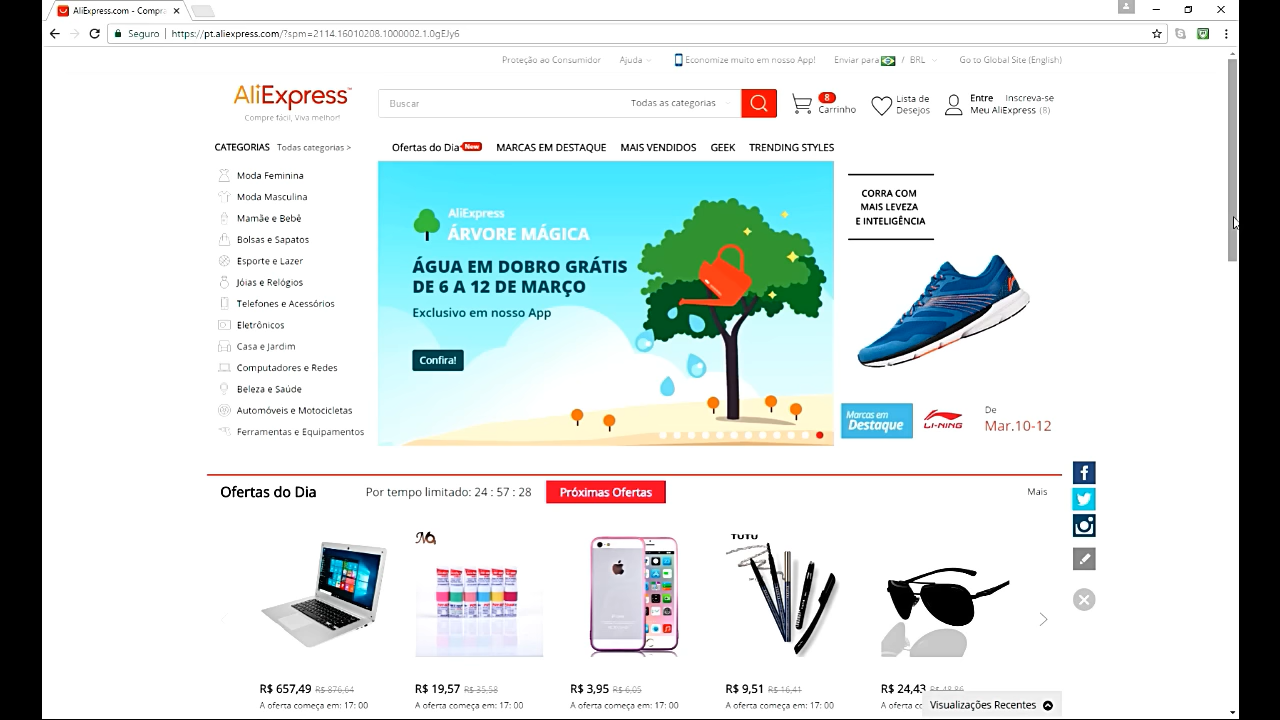 AliExpress.com - Compra
Seguro
https://pt.aliexpress.com/?spm=2114.16010208.1000002.1.0gEJy6
Proteção ao Consumidor
Ajuda
Economize muito em nosso App!
Enviar para / BRL
Go to Global Site (English)
AliExpress™
Compre fácil, Viva melhor!
Buscar
Todas as categorias
8
Carrinho
Lista de
Desejos
Entre Inscreva-se
Meu AliExpress (8)
CATEGORIAS Todas categorias >
Ofertas do Dia New
MARCAS EM DESTAQUE
MAIS VENDIDOS
GEEK
TRENDING STYLES
Moda Feminina
Moda Masculina
Mamãe e Bebê
Bolsas e Sapatos
Esporte e Lazer
Jóias e Relógios
Telefones e Acessórios
Eletrônicos
Casa e Jardim
Computadores e Redes
Beleza e Saúde
Automóveis e Motocicletas
Ferramentas e Equipamentos
AliExpress
ÁRVORE MÁGICA
ÁGUA EM DOBRO GRÁTIS
DE 6 A 12 DE MARÇO
Exclusivo em nosso App
Confira!
CORRA COM
MAIS LEVEZA
E INTELIGÊNCIA
Marcas em
Destaque
LI-NING
De
Mar.10-12
Ofertas do Dia
Por tempo limitado: 24 : 57 : 28
Próximas Ofertas
Mais
TUTU
R$ 657,49 R$ 876,64
A oferta começa em: 17: 00
R$ 19,57 R$ 35,58
A oferta começa em: 17: 00
R$ 3,95 R$ 6,05
A oferta começa em: 17: 00
R$ 9,51 R$ 16,41
A oferta começa em: 17: 00
R$ 24,43 R$ 48,86
A oferta
Visualizações Recentes